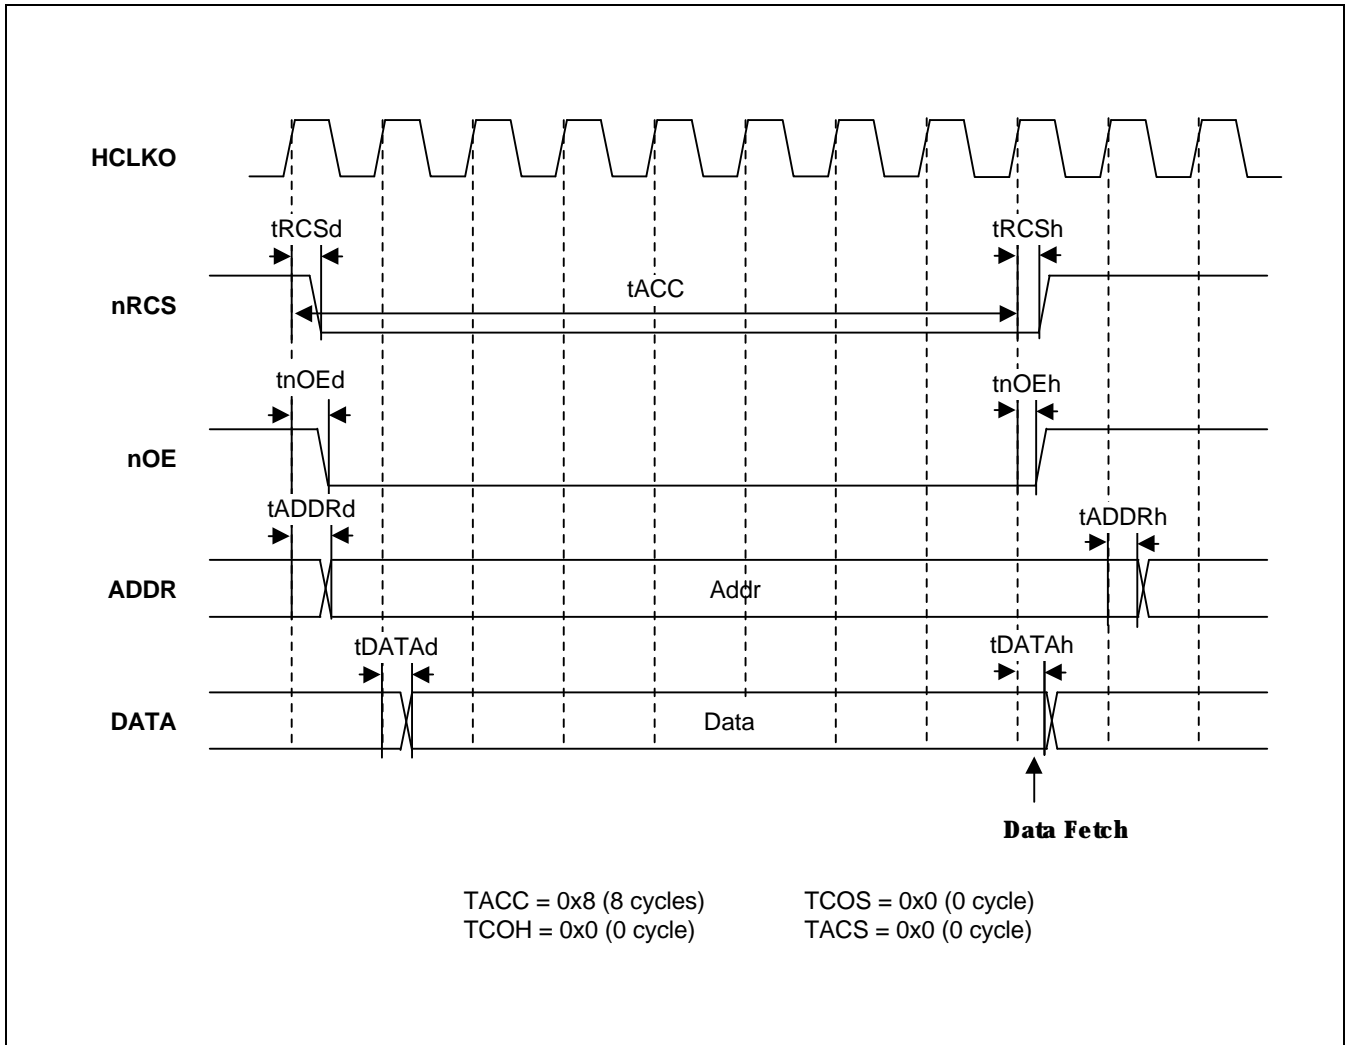 HCLKO
tRCSd
tRCSh
nRCS
tACC
tnOEd
tnOEh
nOE
tADDRd
tADDRh
ADDR
Addr
tDATAd
tDATAh
DATA
Data
Data Fetch
TACC = 0x8 (8 cycles)
TCOS = 0x0 (0 cycle)
TCOH = 0x0 (0 cycle)
TACS = 0x0 (0 cycle)